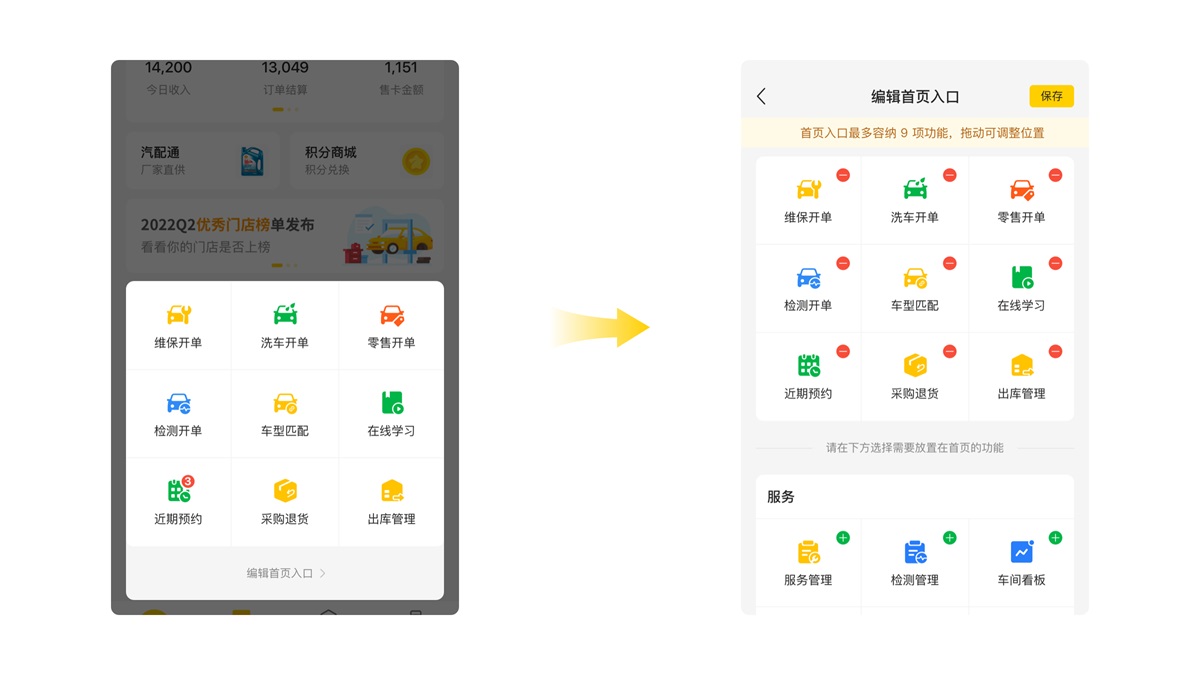 14,200 13,049 1,151
今日收入 订单结算 售卡金额
汽配通 积分商城
厂家直供 积分兑换
2022Q2优秀门店榜单发布
看看你的门店是否上榜
维保开单 洗车开单 零售开单
检测开单 车型匹配 在线学习
3
近期预约 采购退货 出库管理
编辑首页入口
编辑首页入口 保存
首页入口最多容纳 9 项功能，拖动可调整位置
维保开单 洗车开单 零售开单
检测开单 车型匹配 在线学习
近期预约 采购退货 出库管理
请在下方选择需要放置在首页的功能
服务
服务管理 检测管理 车间看板